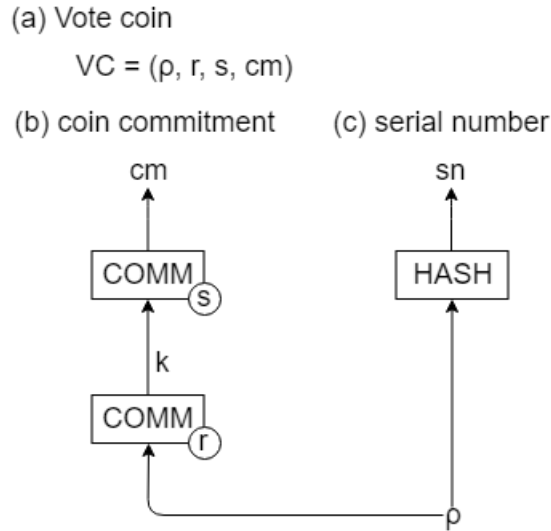 (a) Vote coin
VC = (ρ, r, s, cm)
(b) coin commitment
(c) serial number
cm
sn
COMM
s
HASH
k
COMM
r
ρ